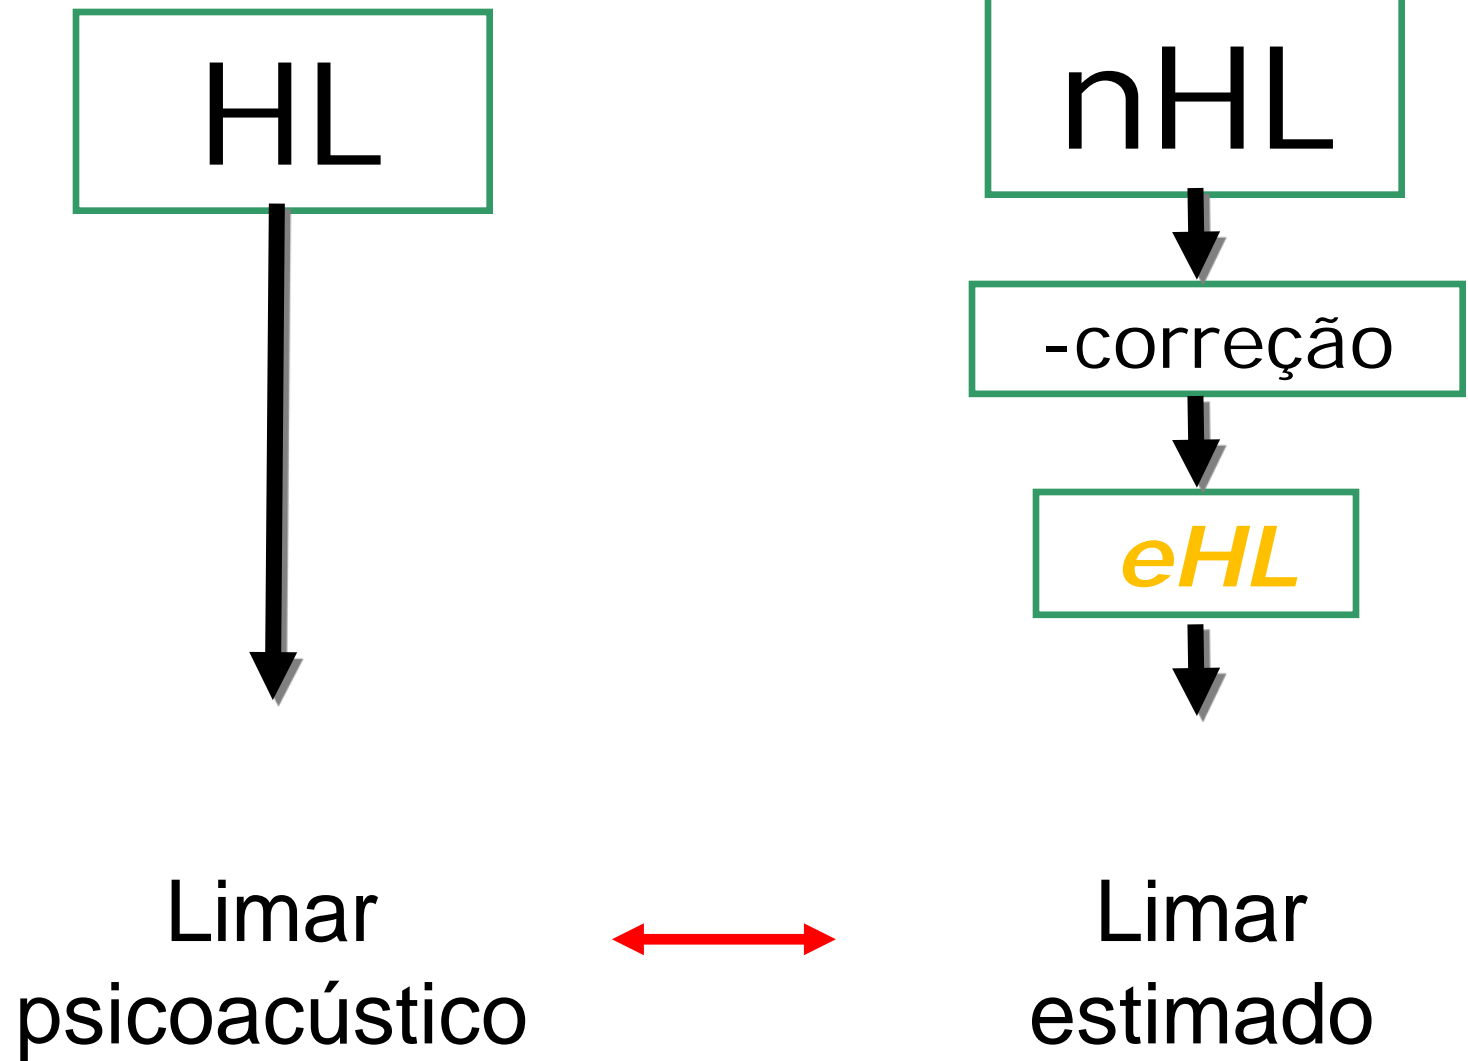 HL
nHL
-correção
eHL
Limar
psicoacústico
Limar
estimado